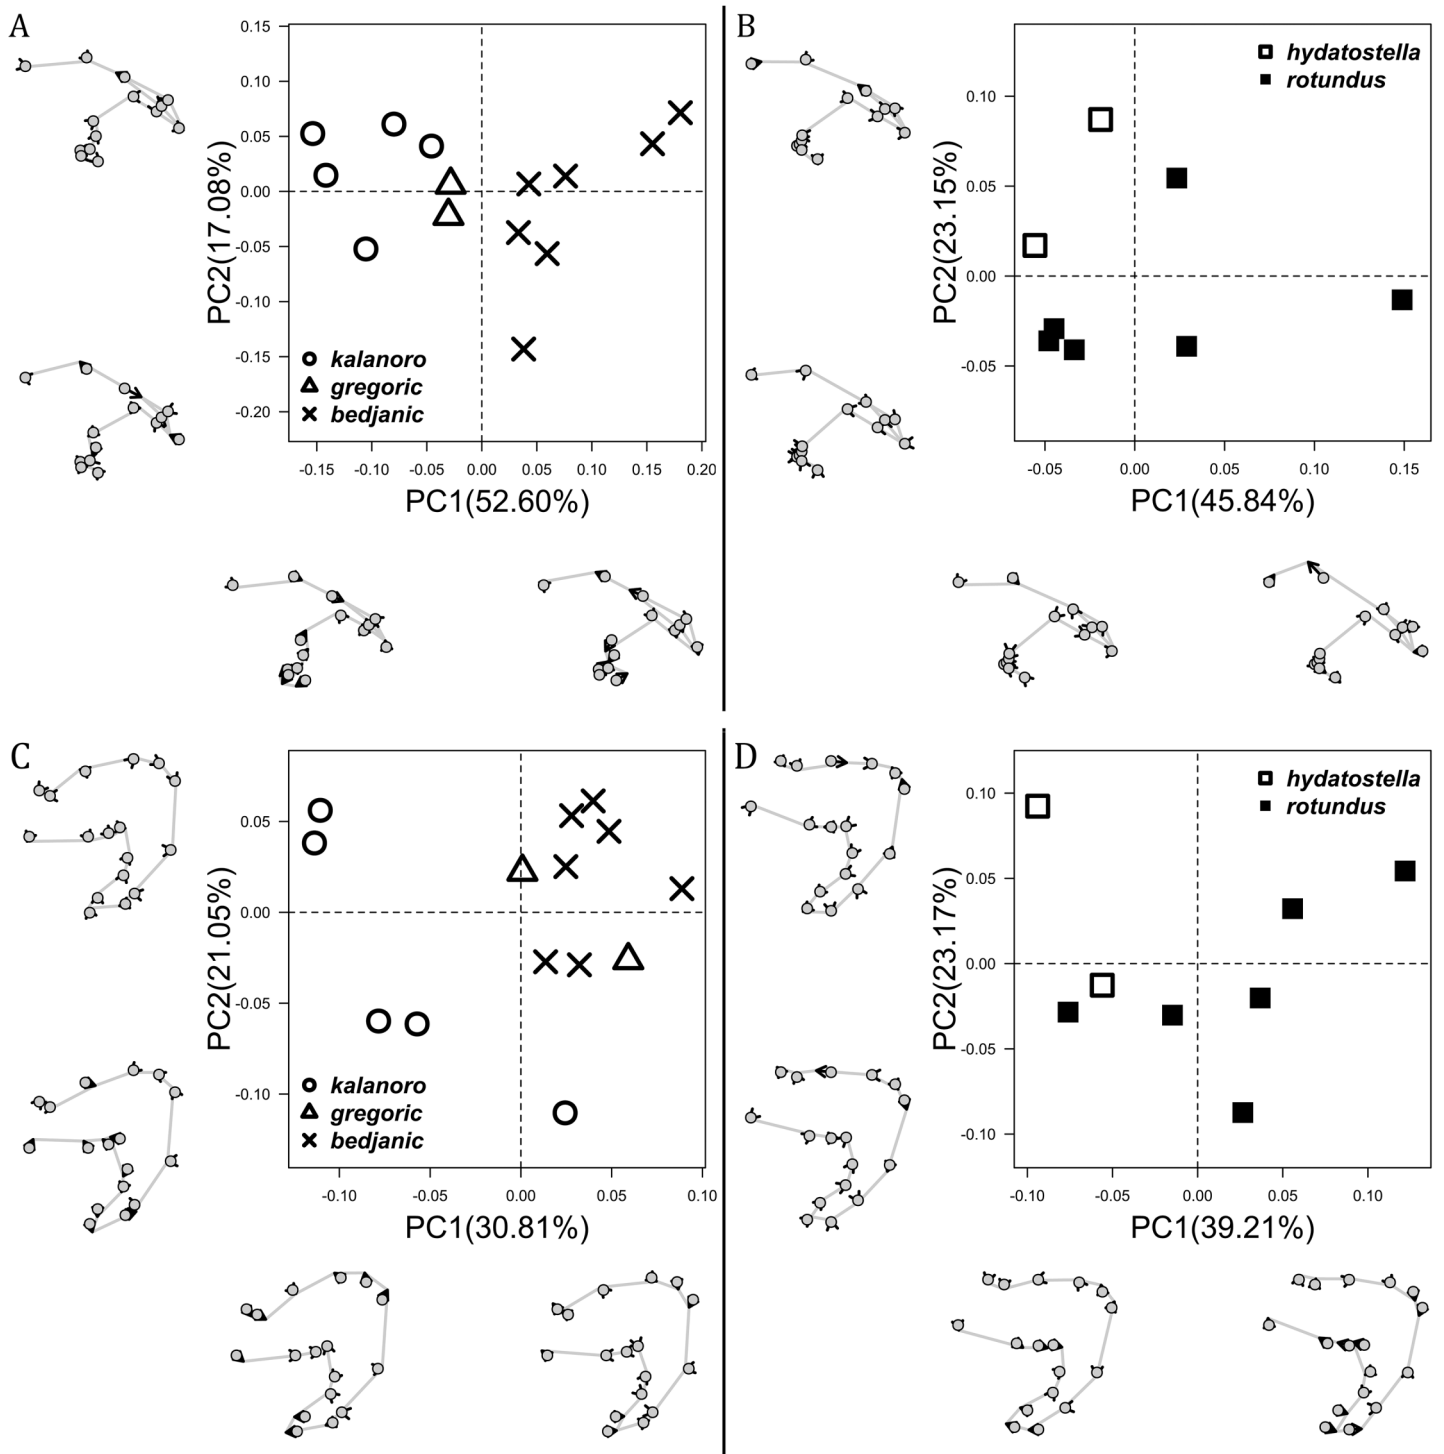 A
0.15
0.10
0.05
0.00
-0.05
-0.10
-0.15
-0.20
PC2(17.08%)
kalanoro
gregoric
bedjanic
-0.15 -0.10 -0.05 0.00 0.05 0.10 0.15 0.20
PC1(52.60%)
B
hydatostella
rotundus
0.10
0.05
0.00
-0.05
PC2(23.15%)
-0.05 0.00 0.05 0.10 0.15
PC1(45.84%)
C
0.05
0.00
-0.05
-0.10
PC2(21.05%)
kalanoro
gregoric
bedjanic
-0.10 -0.05 0.00 0.05 0.10
PC1(30.81%)
D
hydatostella
rotundus
0.10
0.05
0.00
-0.05
-0.10
PC2(23.17%)
-0.10 -0.05 0.00 0.05 0.10
PC1(39.21%)